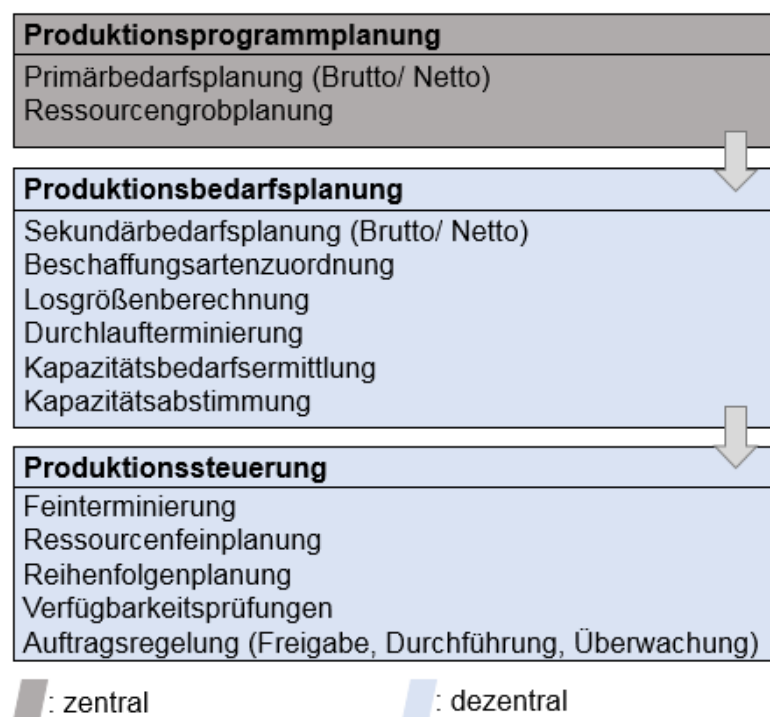 Produktionsprogrammplanung
Primärbedarfsplanung (Brutto/ Netto)
Ressourcengrobplanung
Produktionsbedarfsplanung
Sekundärbedarfsplanung (Brutto/ Netto)
Beschaffungsartenzuordnung
Losgrößenberechnung
Durchlaufterminierung
Kapazitätsbedarfsermittlung
Kapazitätsabstimmung
Produktionssteuerung
Feinterminierung
Ressourcenfeinplanung
Reihenfolgenplanung
Verfügbarkeitsprüfungen
Auftragsregelung (Freigabe, Durchführung, Überwachung)
: zentral : dezentral